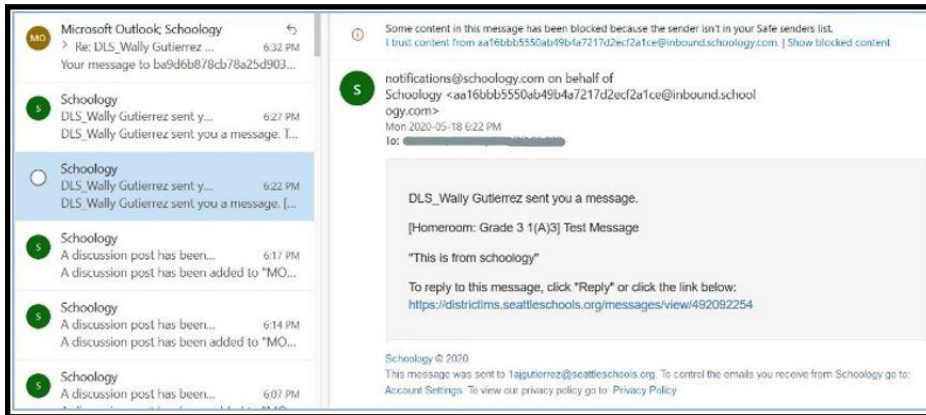 MO
Microsoft Outlook; Schoology
> Re: DLS_Wally Gutierrez ... 6:32 PM
Your message to ba9d6b878cb78a25d903...
S
Schoology
DLS_Wally Gutierrez sent y... 6:27 PM
DLS_Wally Gutierrez sent you a message. T...
Schoology
DLS_Wally Gutierrez sent y... 6:22 PM
DLS_Wally Gutierrez sent you a message. [...
S
Schoology
A discussion post has been... 6:17 PM
A discussion post has been added to "MO...
S
Schoology
A discussion post has been... 6:14 PM
A discussion post has been added to "MO...
S
Schoology
A discussion post has been... 6:07 PM
Some content in this message has been blocked because the sender isn't in your Safe senders list.
I trust content from aa16bbb5550ab49b4a7217d2ecf2a1ce@inbound.schoology.com. | Show blocked content
S
notifications@schoology.com on behalf of
Schoology <aa16bbb5550ab49b4a7217d2ecf2a1ce@inbound.school
ogy.com>
Mon 2020-05-18 6:22 PM
To:
DLS_Wally Gutierrez sent you a message.
[Homeroom: Grade 3 1(A)3] Test Message
"This is from schoology"
To reply to this message, click "Reply" or click the link below:
https://districtlms.seattleschools.org/messages/view/492092254
Schoology © 2020
This message was sent to 1ajgutierrez@seattleschools.org. To control the emails you receive from Schoology go to:
Account Settings. To view our privacy policy go to: Privacy Policy